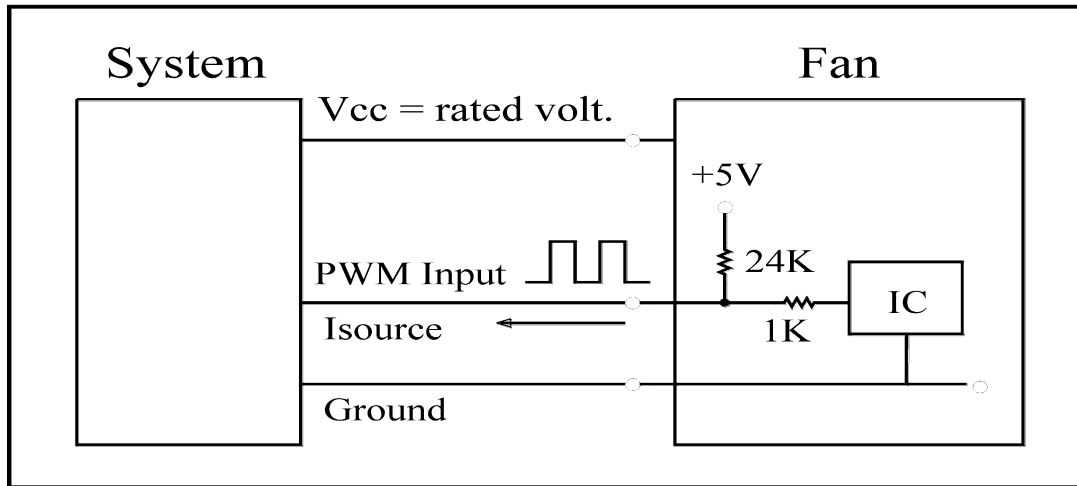 System
Fan
Vcc = rated volt.
+5V
24K
PWM Input
IC
1K
Isource
Ground